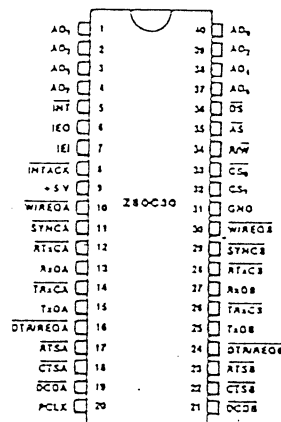 AD₁ 1 40 AD₀
AD₃ 2 39 AD₂
AD₅ 3 38 AD₄
AD₇ 4 37 AD₆
INT 5 36 DS
IEO 6 35 AS
IEI 7 34 R/W
INTACK 8 33 CS₀
+5V 9 32 CS₁
Z80C30
W/REQA 10 31 GND
SYNCA 11 30 W/REQB
RTxCA 12 29 SYNCB
RxDA 13 28 RTxCB
TRxCA 14 27 RxDB
TxDA 15 26 TRxCB
DTR/REQA 16 25 TxDB
RTSA 17 24 DTR/REQB
CTSA 18 23 RTSB
DCDA 19 22 CTSB
PCLK 20 21 DCDB